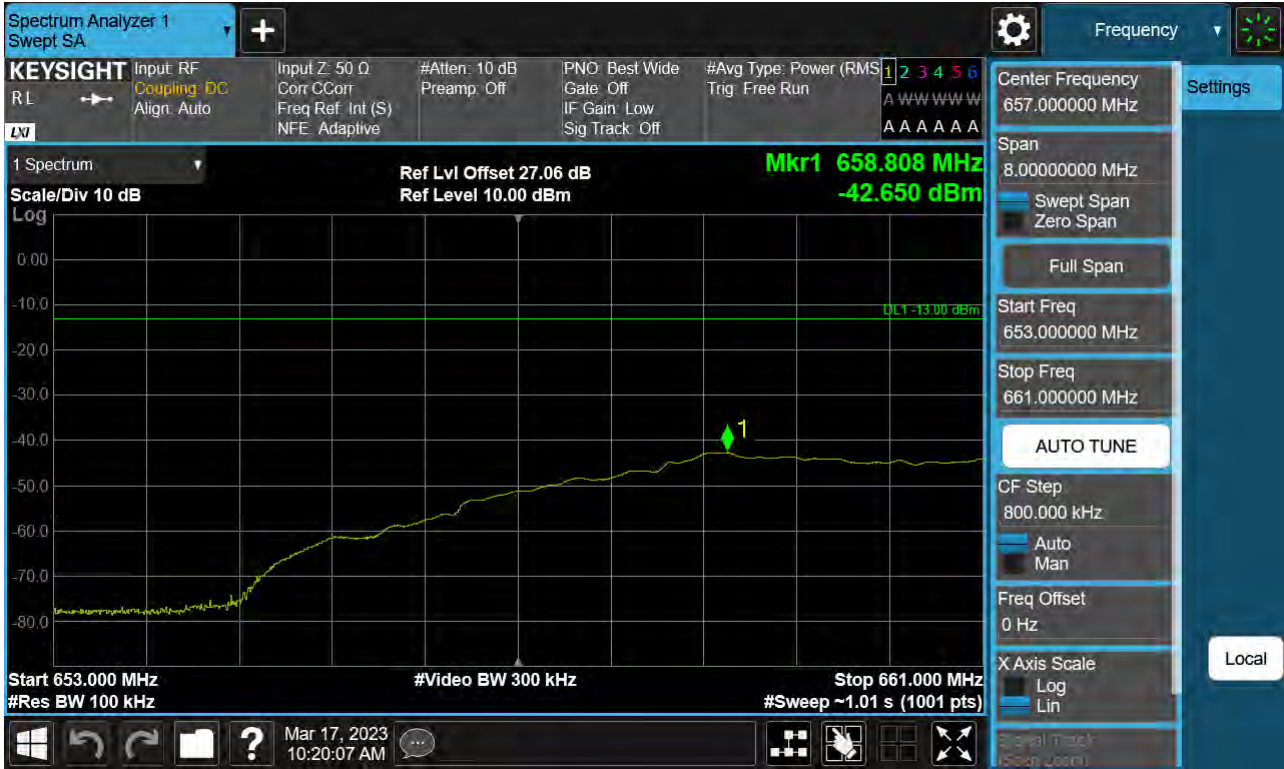 Spectrum Analyzer 1
Swept SA
Frequency
KEYSIGHT
R L
LXI
Input: RF
Coupling: DC
Align: Auto
Input Z: 50 Ω
Corr CCorr
Freq Ref: Int (S)
NFE: Adaptive
#Atten: 10 dB
Preamp: Off
PNO: Best Wide
Gate: Off
IF Gain: Low
Sig Track: Off
#Avg Type: Power (RMS
Trig: Free Run
1 2 3 4 5 6
A W W W W W
A A A A A A
1 Spectrum
Scale/Div 10 dB
Log
Ref Lvl Offset 27.06 dB
Ref Level 10.00 dBm
Mkr1 658.808 MHz
-42.650 dBm
0.00
-10.0
DL1 -13.00 dBm
-20.0
-30.0
-40.0
1
-50.0
-60.0
-70.0
-80.0
Start 653.000 MHz
#Res BW 100 kHz
#Video BW 300 kHz
Stop 661.000 MHz
#Sweep ~1.01 s (1001 pts)
Center Frequency
657.000000 MHz
Settings
Span
8.00000000 MHz
Swept Span
Zero Span
Full Span
Start Freq
653.000000 MHz
Stop Freq
661.000000 MHz
AUTO TUNE
CF Step
800.000 kHz
Auto
Man
Freq Offset
0 Hz
X Axis Scale
Log
Lin
Signal Track
(Span Zoom)
Local
?
Mar 17, 2023
10:20:07 AM